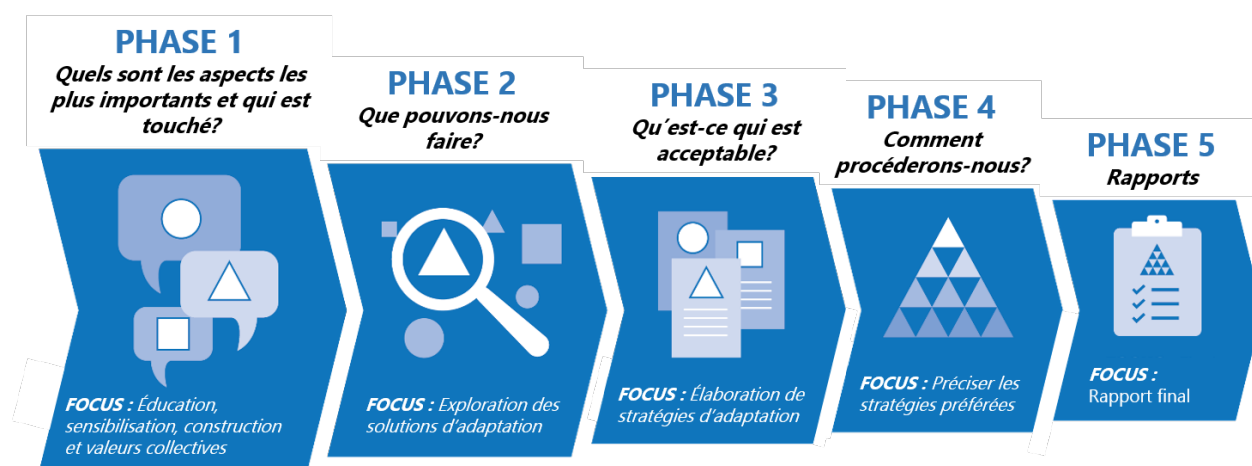 PHASE 1
Quels sont les aspects les
plus importants et qui est
touché?
FOCUS : Éducation,
sensibilisation, construction
et valeurs collectives
PHASE 2
Que pouvons-nous
faire?
FOCUS : Exploration des
solutions d'adaptation
PHASE 3
Qu´est-ce qui est
acceptable?
FOCUS : Élaboration de
stratégies d'adaptation
PHASE 4
Comment
procéderons-nous?
FOCUS : Préciser les
stratégies préférées
PHASE 5
Rapports
FOCUS :
Rapport final